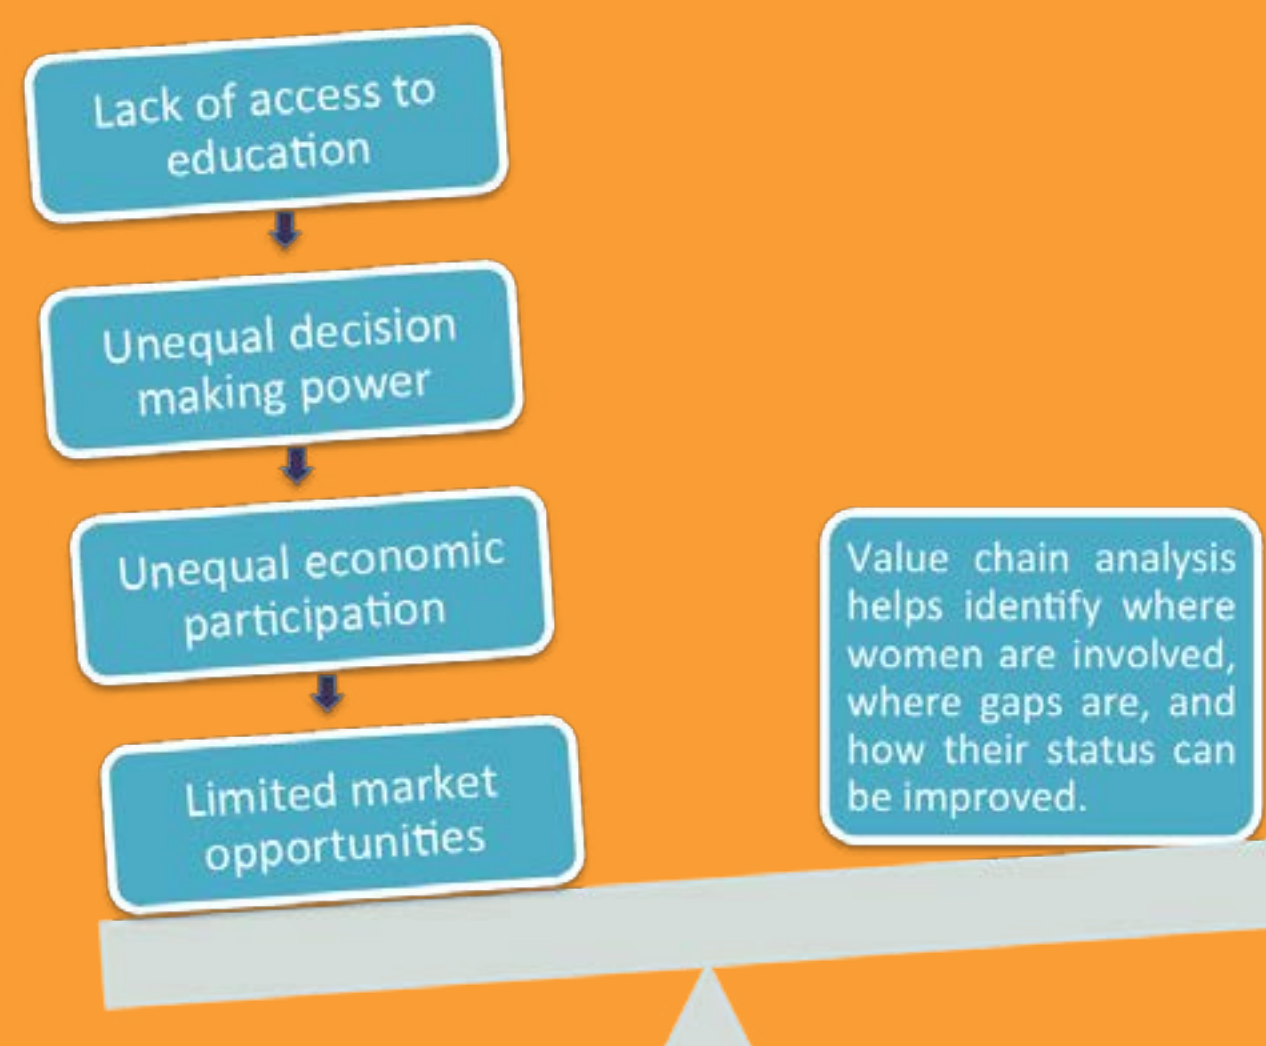 Lack of access to
education
Unequal decision
making power
Unequal economic
participation
Limited market
opportunities
Value chain analysis
helps identify where
women are involved,
where gaps are, and
how their status can
be improved.